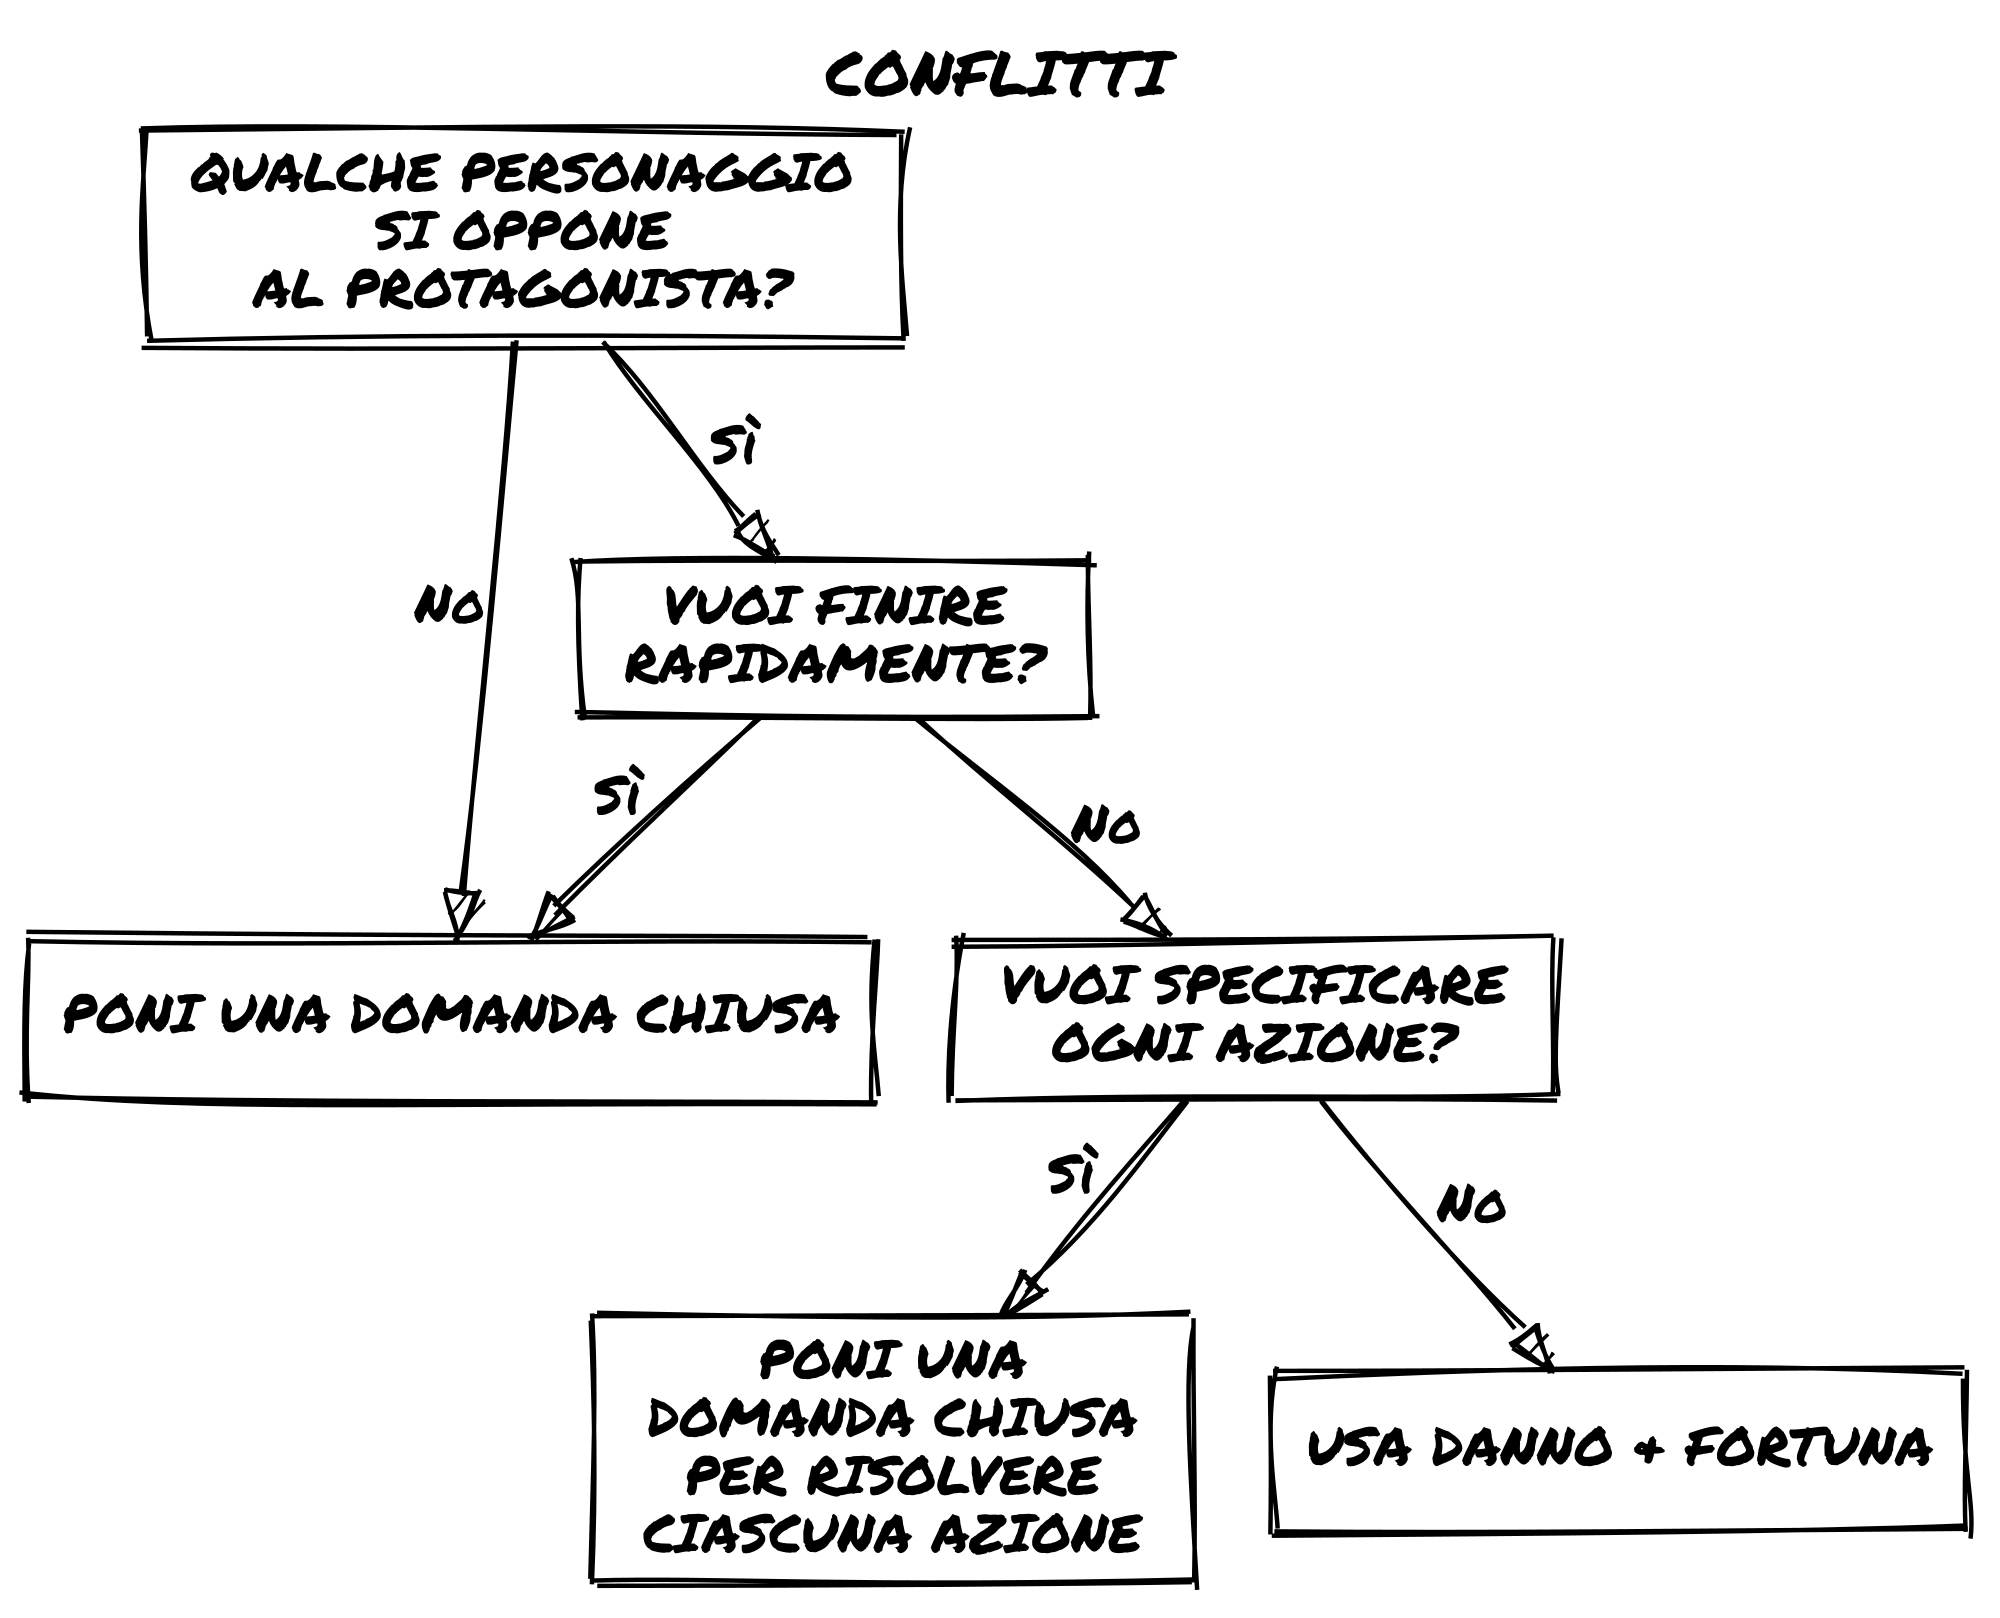 CONFLITTI
QUALCHE PERSONAGGIO
SI OPPONE
AL PROTAGONISTA?
Sì
No
VUOI FINIRE
RAPIDAMENTE?
Sì
No
PONI UNA DOMANDA CHIUSA
VUOI SPECIFICARE
OGNI AZIONE?
Sì
No
PONI UNA
DOMANDA CHIUSA
PER RISOLVERE
CIASCUNA AZIONE
USA DANNO + FORTUNA